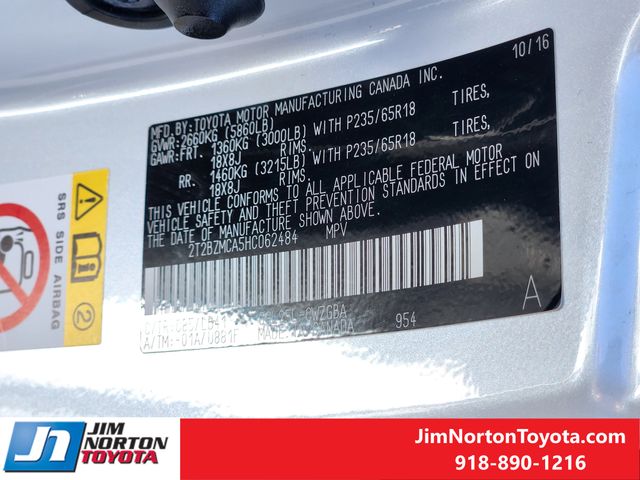 10/16
MFD.BY:TOYOTA MOTOR MANUFACTURING CANADA INC.
GVWR:2660KG (5860LB)
GAWR:FRT. 1360KG (3000LB)WITH P235/65R18 TIRES,
18X8J RIMS.
RR. 1460KG (3215LB)WITH P235/65R18 TIRES,
18X8J RIMS.
THIS VEHICLE CONFORMS TO ALL APPLICABLE FEDERAL MOTOR
VEHICLE SAFETY AND THEFT PREVENTION STANDARDS IN EFFECT ON
THE DATE OF MANUFACTURE SHOWN ABOVE.
2T2BZMCA5HC062484 MPV
A
954
SRS SIDE AIRBAG
2
JIM
NORTON
TOYOTA
JimNortonToyota.com
918-890-1216